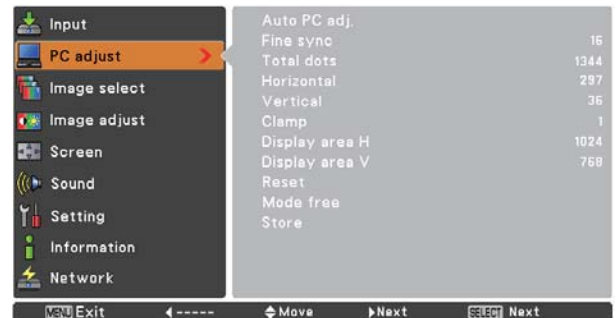 Input
PC adjust
Image select
Image adjust
Screen
Sound
Setting
Information
Network
Auto PC adj.
Fine sync 16
Total dots 1344
Horizontal 297
Vertical 36
Clamp 1
Display area H 1024
Display area V 768
Reset
Mode free
Store
MENU Exit ◀----- ◆Move ▶Next SELECT Next